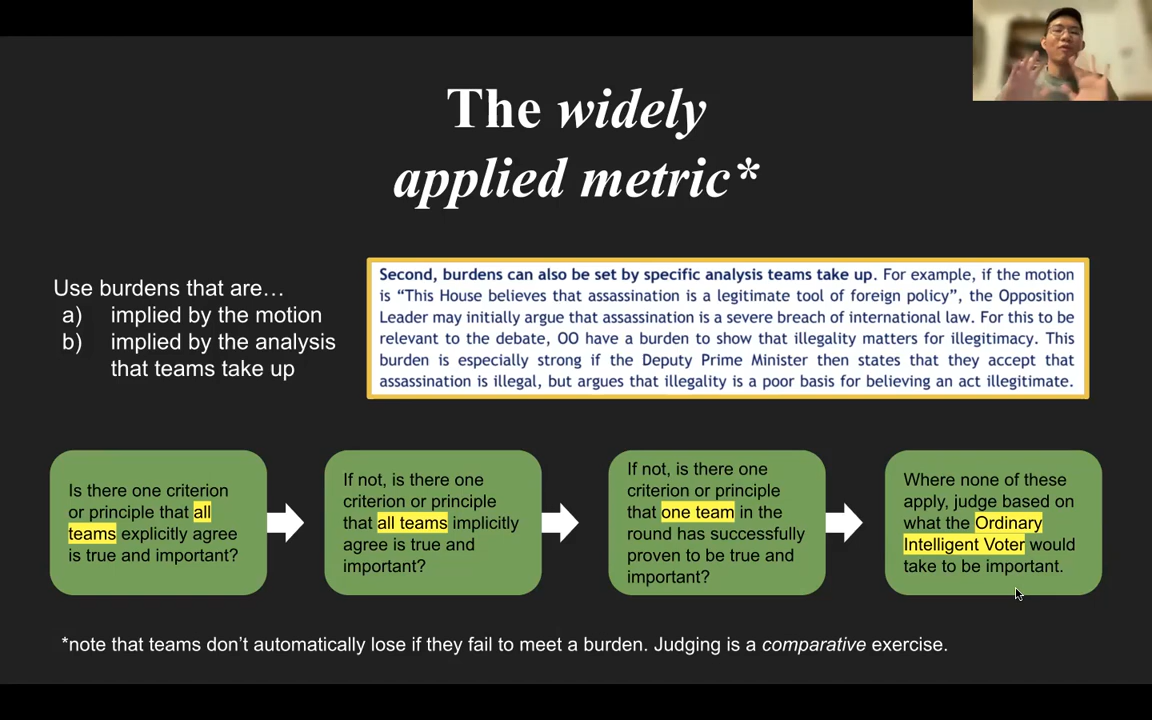 The widely
applied metric*
Use burdens that are…
a) implied by the motion
b) implied by the analysis
that teams take up
Second, burdens can also be set by specific analysis teams take up. For example, if the motion
is “This House believes that assassination is a legitimate tool of foreign policy”, the Opposition
Leader may initially argue that assassination is a severe breach of international law. For this to be
relevant to the debate, OO have a burden to show that illegality matters for illegitimacy. This
burden is especially strong if the Deputy Prime Minister then states that they accept that
assassination is illegal, but argues that illegality is a poor basis for believing an act illegitimate.
Is there one criterion
or principle that all
teams explicitly agree
is true and important?
If not, is there one
criterion or principle
that all teams implicitly
agree is true and
important?
If not, is there one
criterion or principle
that one team in the
round has successfully
proven to be true and
important?
Where none of these
apply, judge based on
what the Ordinary
Intelligent Voter would
take to be important.
*note that teams don’t automatically lose if they fail to meet a burden. Judging is a comparative exercise.